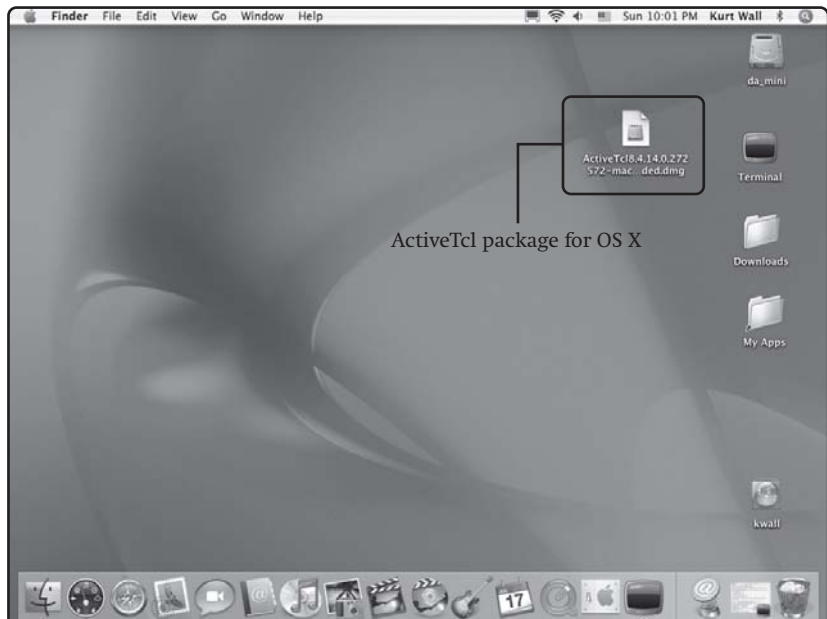 Finder File Edit View Go Window Help Sun 10:01 PM Kurt Wall
da_mini
ActiveTcl8.4.14.0.272
572-mac...ded.dmg
Terminal
ActiveTcl package for OS X
Downloads
My Apps
kwall
17